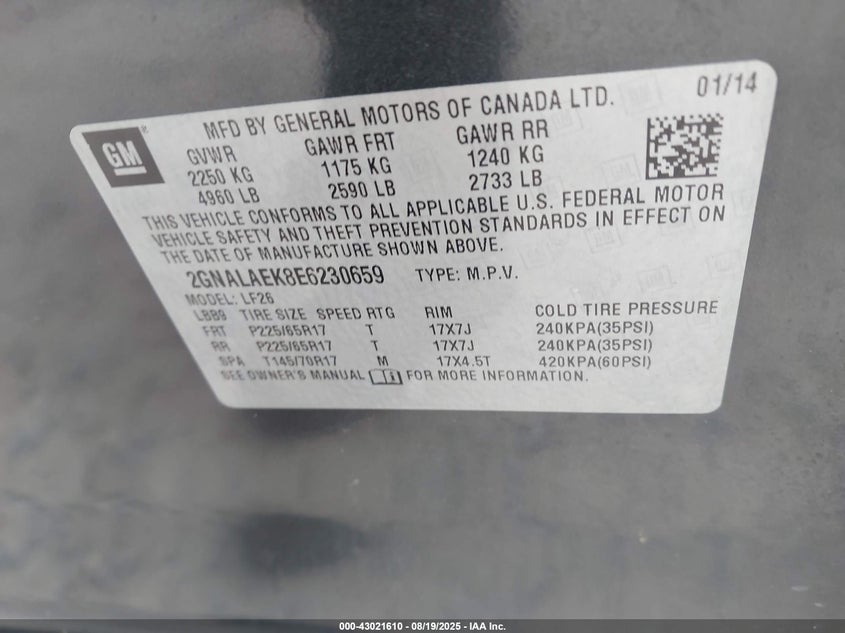 01/14
GM
MFD BY GENERAL MOTORS OF CANADA LTD.
GVWR GAWR FRT GAWR RR
2250 KG 1175 KG 1240 KG
4960 LB 2590 LB 2733 LB
THIS VEHICLE CONFORMS TO ALL APPLICABLE U.S. FEDERAL MOTOR
VEHICLE SAFETY AND THEFT PREVENTION STANDARDS IN EFFECT ON
THE DATE OF MANUFACTURE SHOWN ABOVE.
2GNALAEK8E6230659 TYPE: M.P.V.
MODEL: LF26
LBB9 TIRE SIZE SPEED RTG RIM COLD TIRE PRESSURE
FRT P225/65R17 T 17X7J 240KPA(35PSI)
RR P225/65R17 T 17X7J 240KPA(35PSI)
SPA T145/70R17 M 17X4.5T 420KPA(60PSI)
SEE OWNER'S MANUAL FOR MORE INFORMATION.
000-43021610 - 08/19/2025 - IAA Inc.